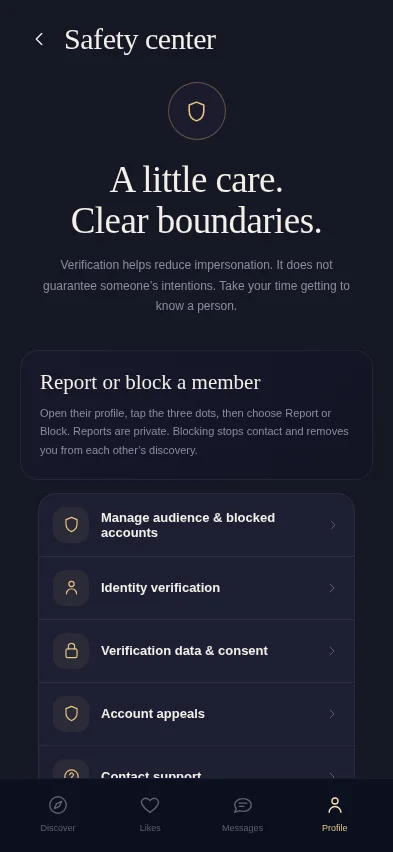 Safety center
A little care.
Clear boundaries.
Verification helps reduce impersonation. It does not
guarantee someone’s intentions. Take your time getting to
know a person.
Report or block a member
Open their profile, tap the three dots, then choose Report or
Block. Reports are private. Blocking stops contact and removes
you from each other’s discovery.
Manage audience & blocked
accounts
Identity verification
Verification data & consent
Account appeals
Contact support
Discover
Likes
Messages
Profile